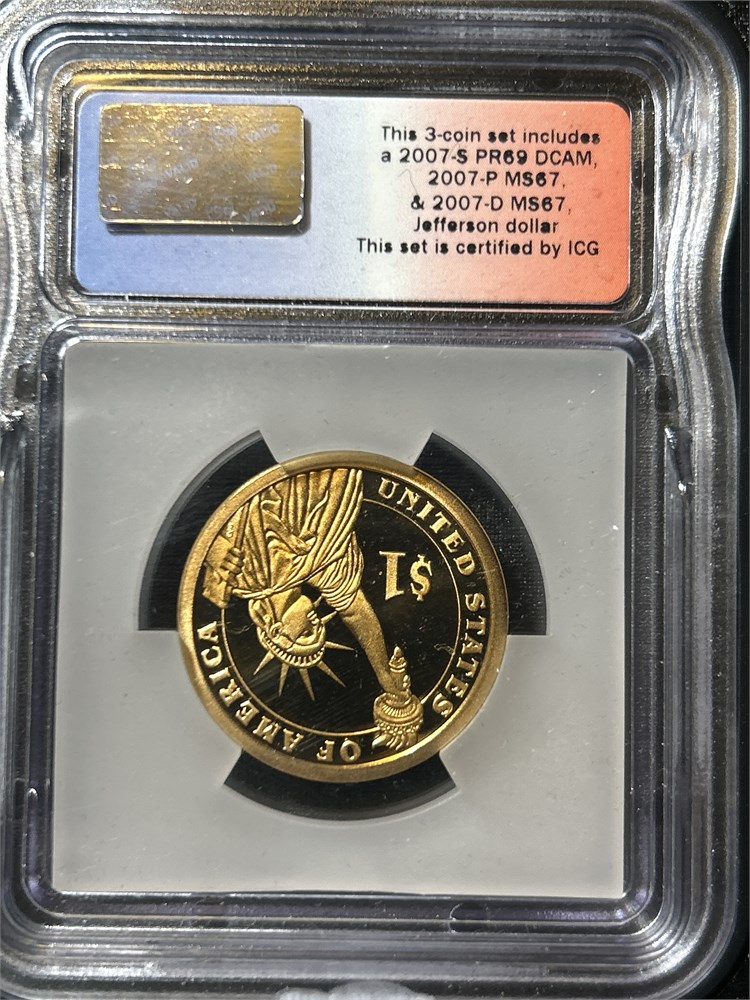 This 3-coin set includes
a 2007-S PR69 DCAM,
2007-P MS67,
& 2007-D MS67,
Jefferson dollar
This set is certified by ICG
UNITED STATES OF AMERICA
$1